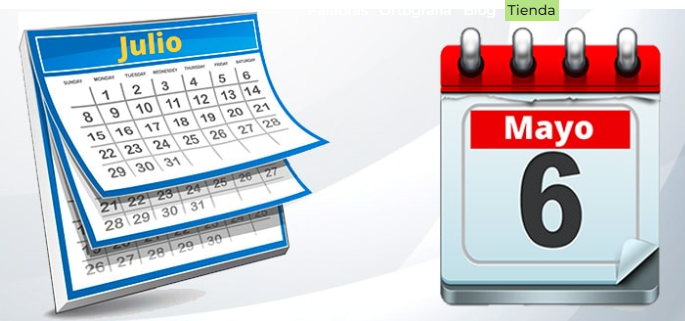 Palabras Ortografía Blog Tienda
Julio
SUNDAY MONDAY TUESDAY WEDNESDAY THURSDAY FRIDAY SATURDAY
1 2 3 4 5 6
8 9 10 11 12 13 14
15 16 17 18 19 20 21
22 23 24 25 26 27 28
29 30 31
21 22 23 24 25 26 27
28 29 30 31
26 27 28 29 30
Mayo
6